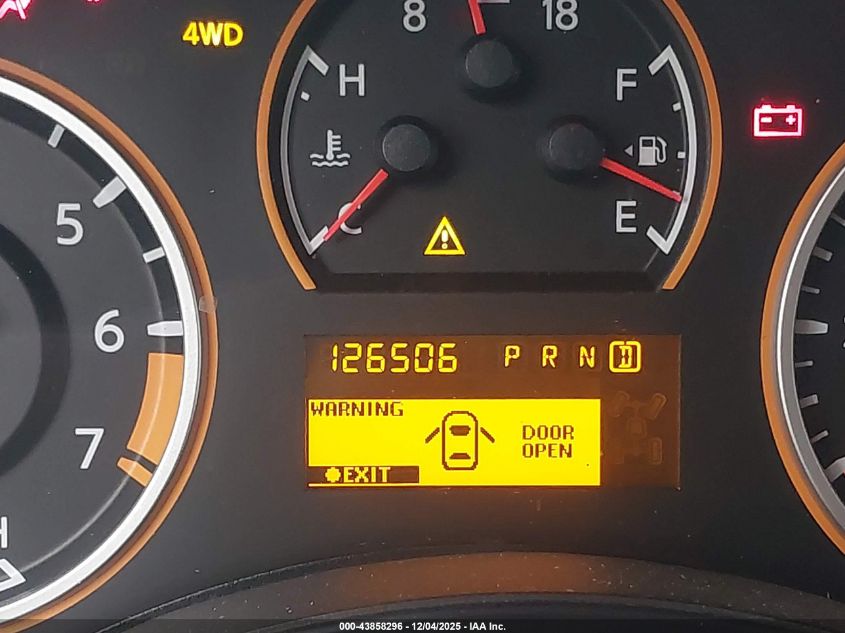 4WD
8 18
H F
C E
5
6
7
H
126506 P R N D
WARNING
DOOR
OPEN
EXIT
000-43858296 - 12/04/2025 - IAA Inc.